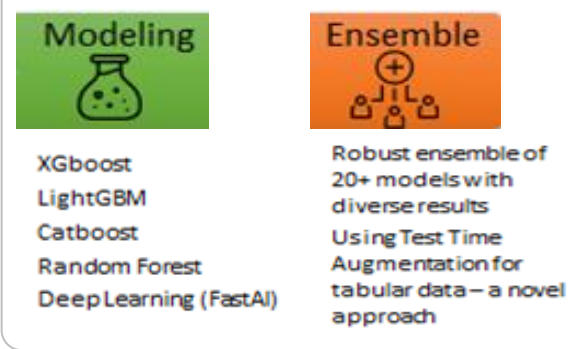 Modeling
XGboost
LightGBM
Catboost
Random Forest
Deep Learning (FastAI)
Ensemble
Robust ensemble of
20+ models with
diverse results
Using Test Time
Augmentation for
tabular data – a novel
approach